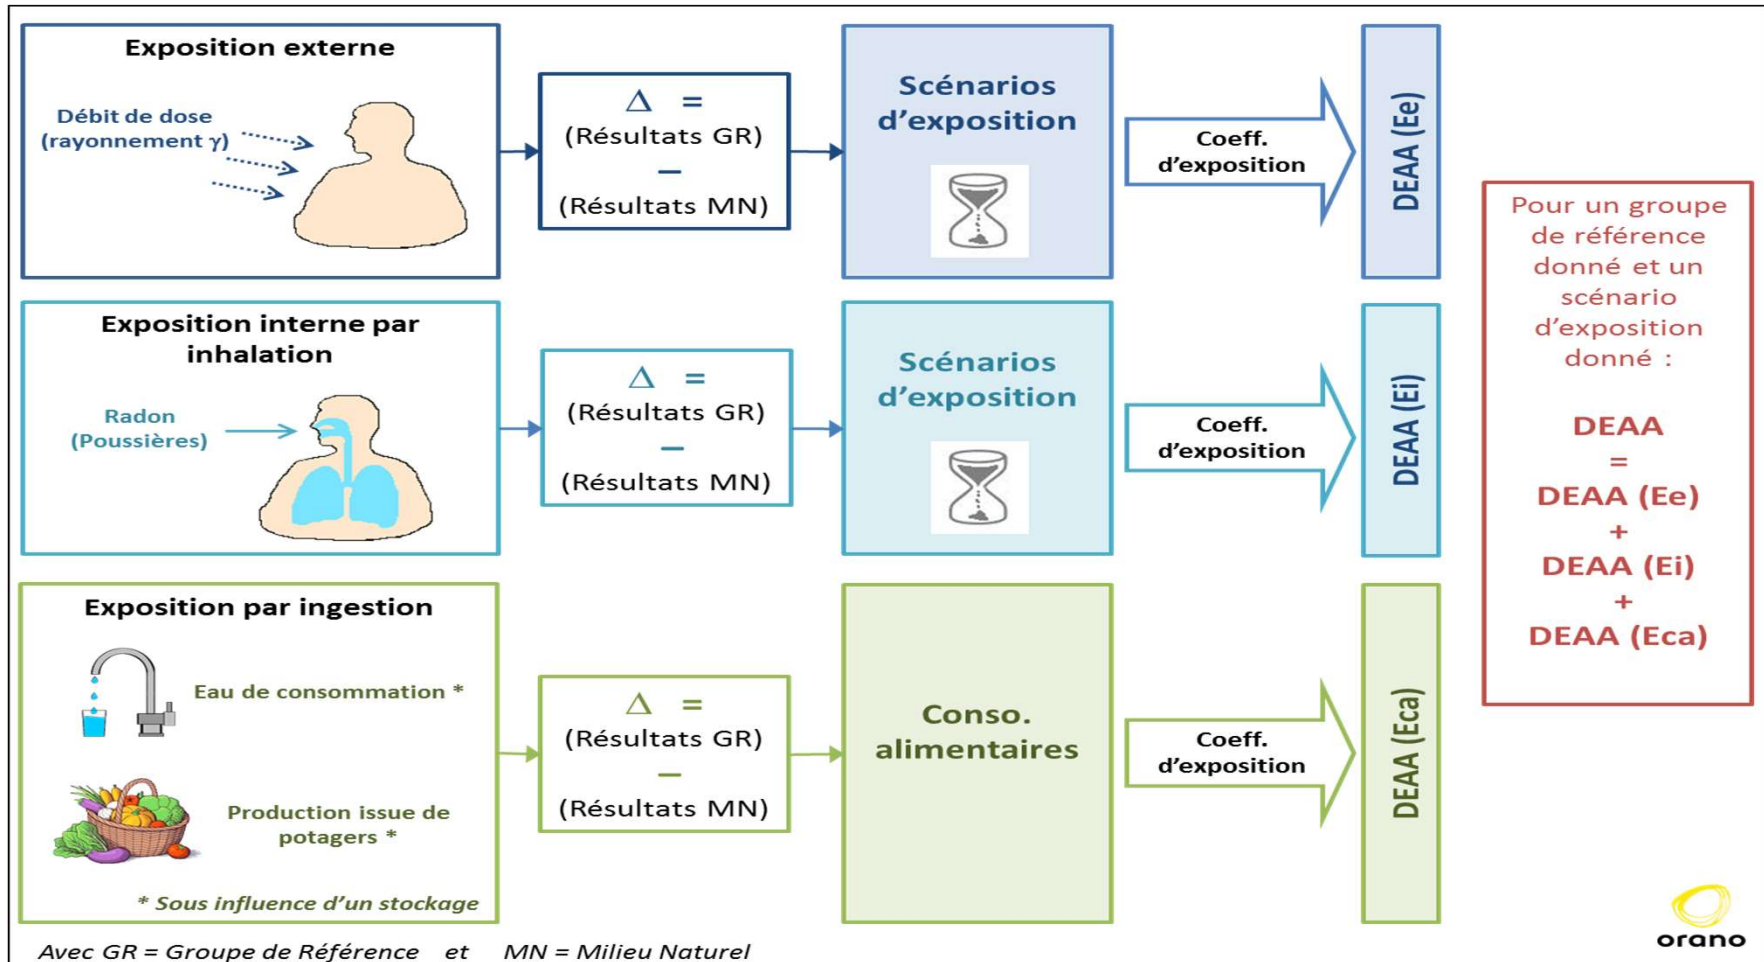 Exposition externe
Débit de dose
(rayonnement γ)
Δ =
(Résultats GR)
–
(Résultats MN)
Scénarios
d’exposition
Coeff.
d’exposition
DEAA (Ee)
Exposition interne par
inhalation
Radon
(Poussières)
Δ =
(Résultats GR)
–
(Résultats MN)
Scénarios
d’exposition
Coeff.
d’exposition
DEAA (Ei)
Exposition par ingestion
Eau de consommation *
Production issue de
potagers *
* Sous influence d’un stockage
Δ =
(Résultats GR)
–
(Résultats MN)
Conso.
alimentaires
Coeff.
d’exposition
DEAA (Eca)
Pour un groupe
de référence
donné et un
scénario
d’exposition
donné :
DEAA
=
DEAA (Ee)
+
DEAA (Ei)
+
DEAA (Eca)
Avec GR = Groupe de Référence et MN = Milieu Naturel
orano